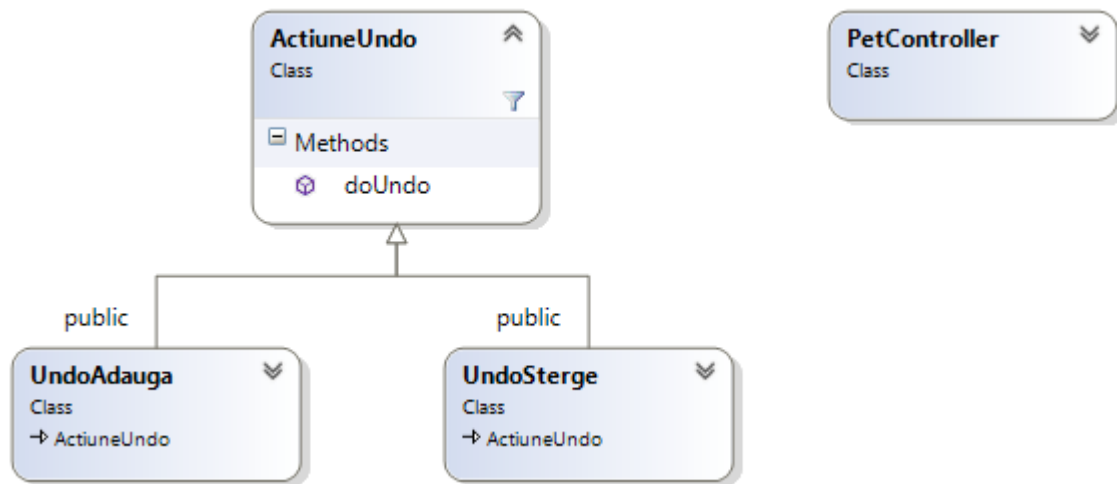 ActiuneUndo
Class
Methods
doUndo
PetController
Class
public
public
UndoAdauga
Class
ActiuneUndo
UndoSterge
Class
ActiuneUndo